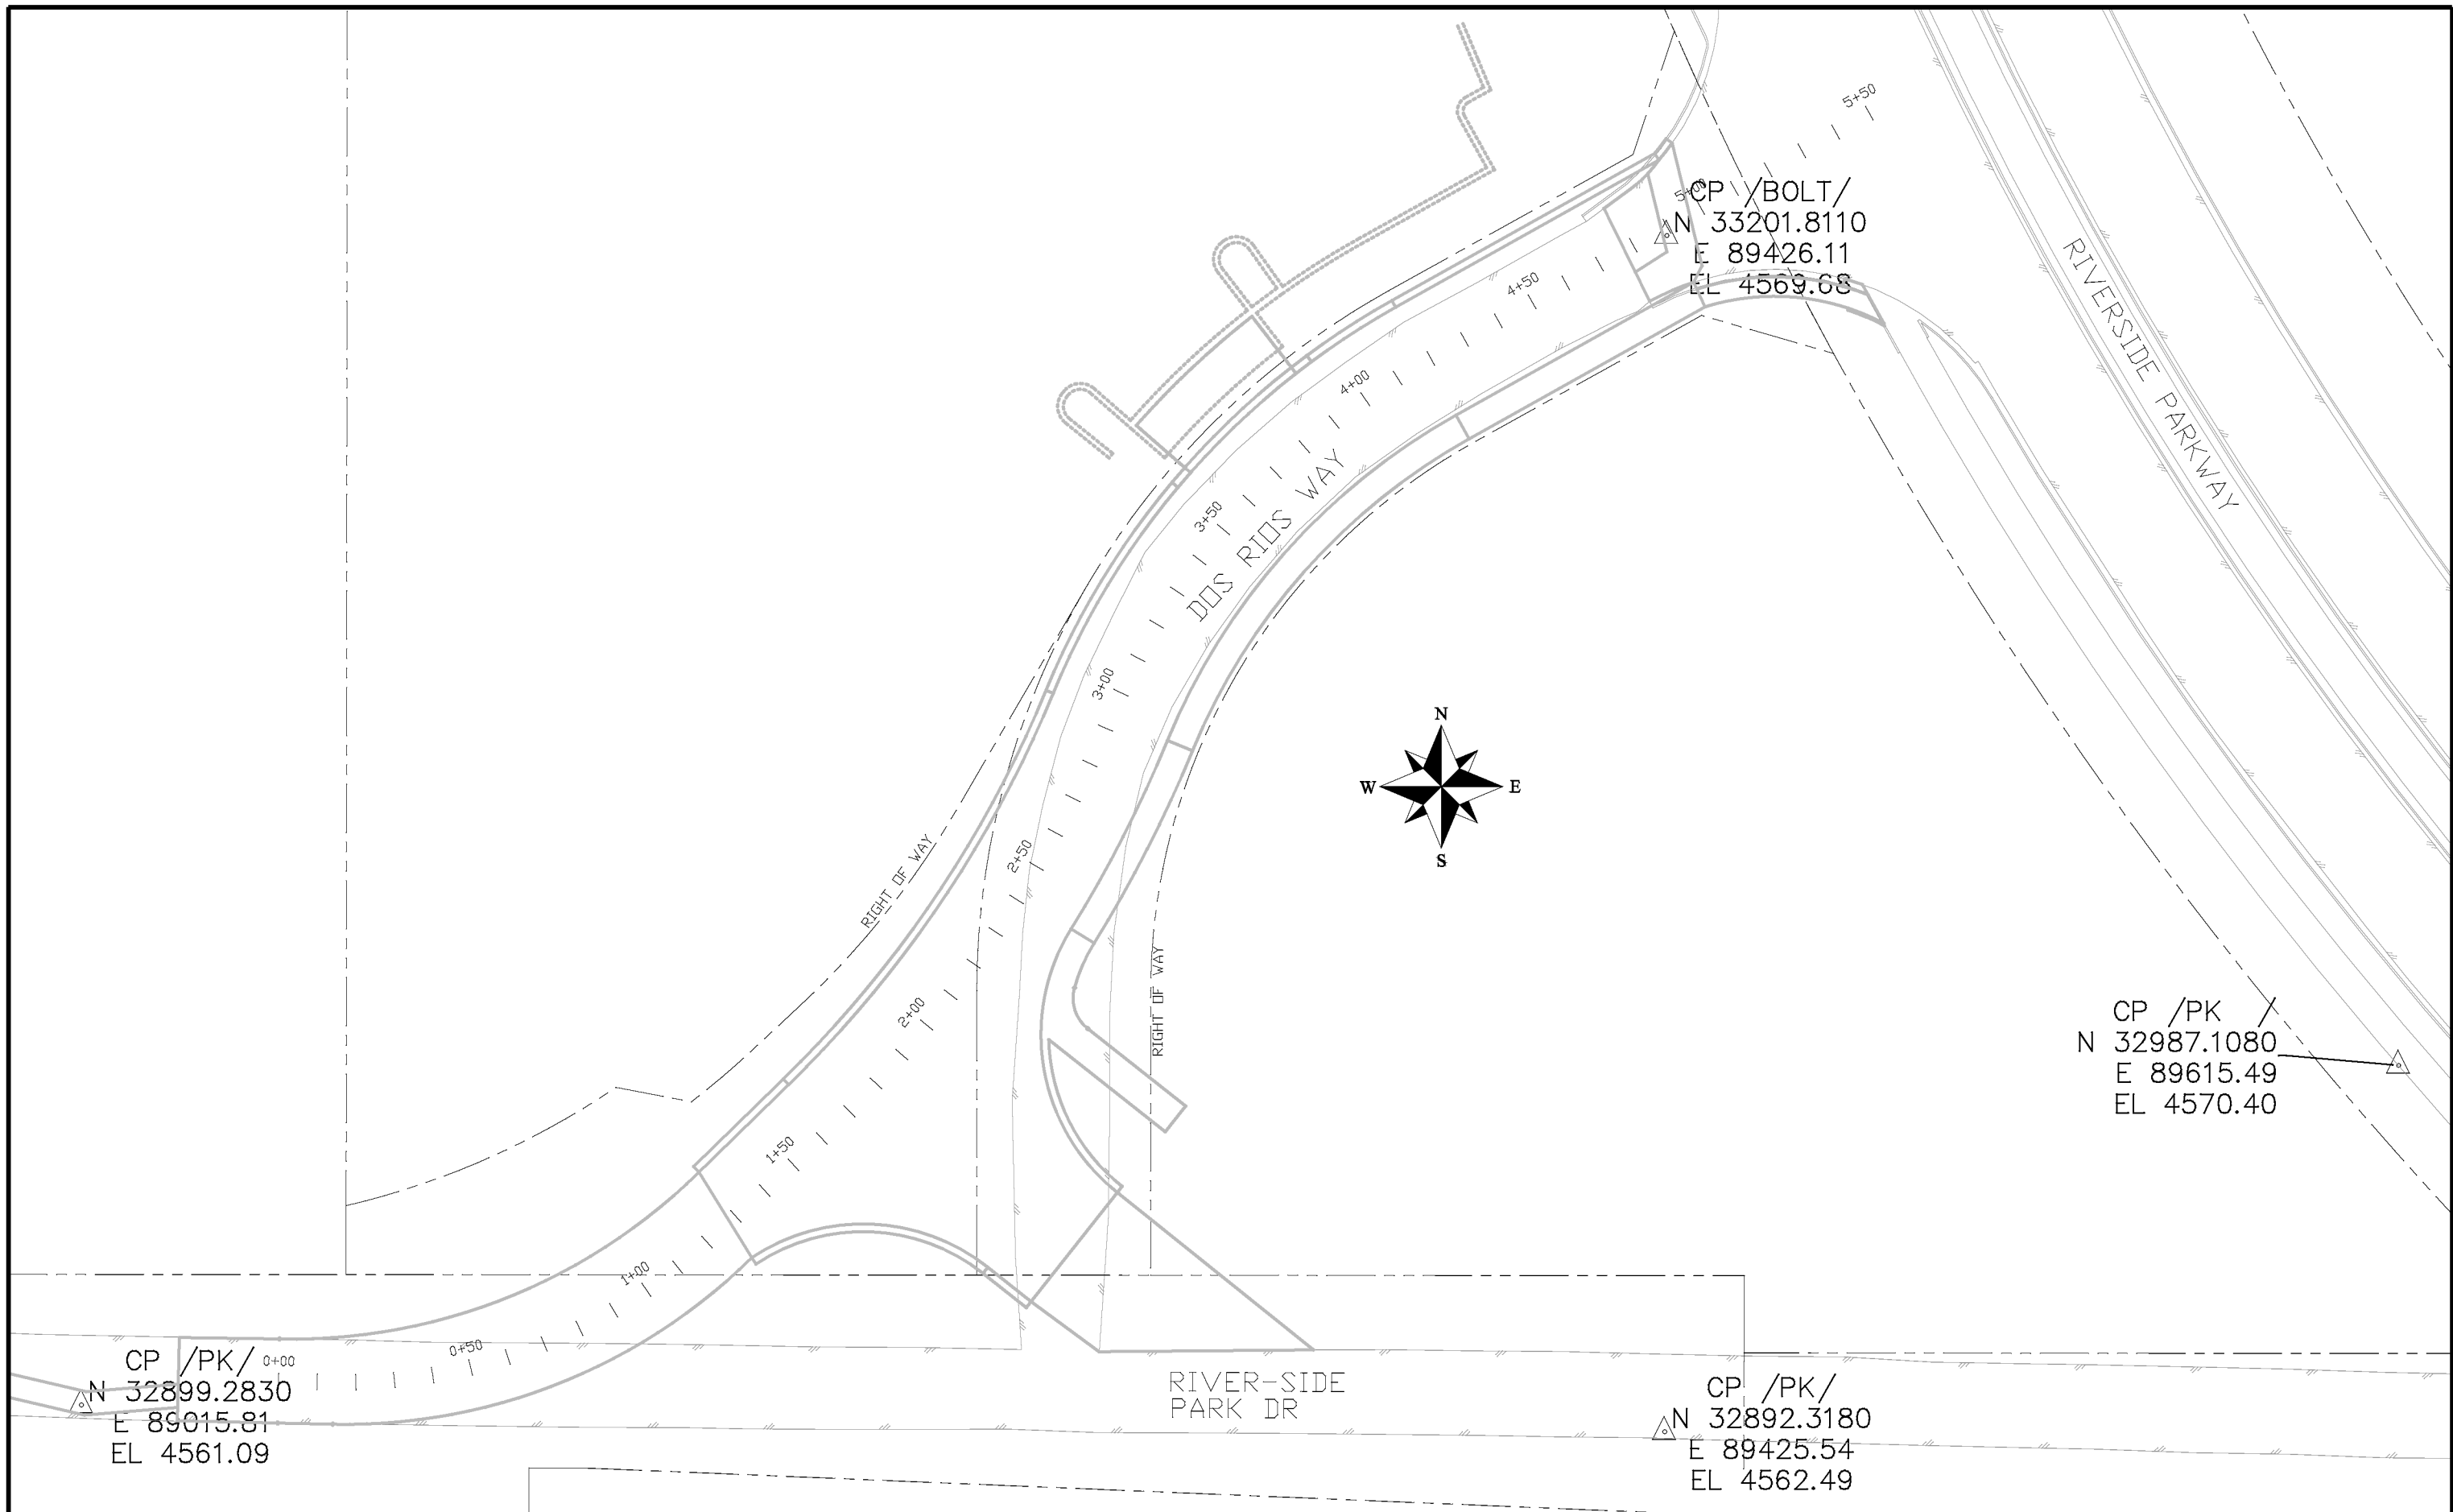 5+50
5+00
CP /BOLT/
N 33201.8110
E 89426.11
EL 4569.68
4+50
4+00
3+50
3+00
2+50
2+00
1+50
1+00
0+50
0+00
RIVERSIDE PARKWAY
DOS RIOS WAY
N
W
E
S
RIGHT OF WAY
RIGHT OF WAY
CP /PK /
N 32987.1080
E 89615.49
EL 4570.40
CP /PK/
N 32899.2830
E 89015.81
EL 4561.09
RIVER-SIDE
PARK DR
CP /PK/
N 32892.3180
E 89425.54
EL 4562.49